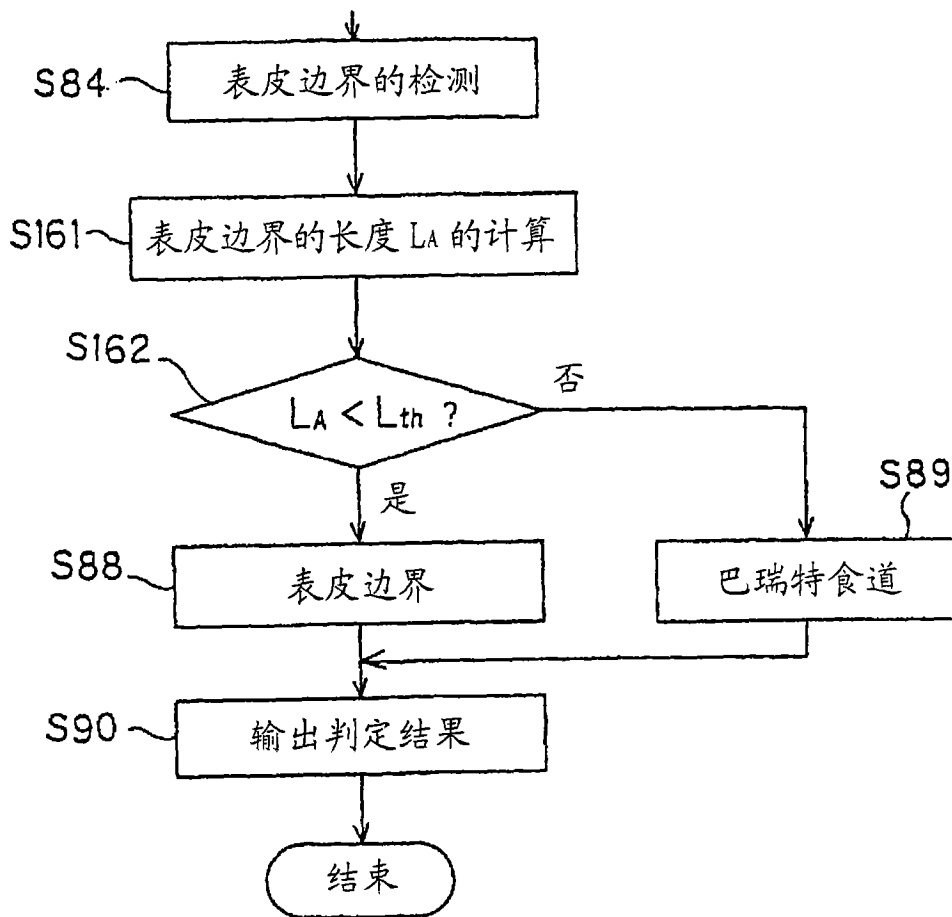 S84
表皮边界的检测
S161
表皮边界的长度 LA 的计算
S162
LA < Lth ?
否
是
S89
S88
表皮边界
巴瑞特食道
S90
输出判定结果
结束